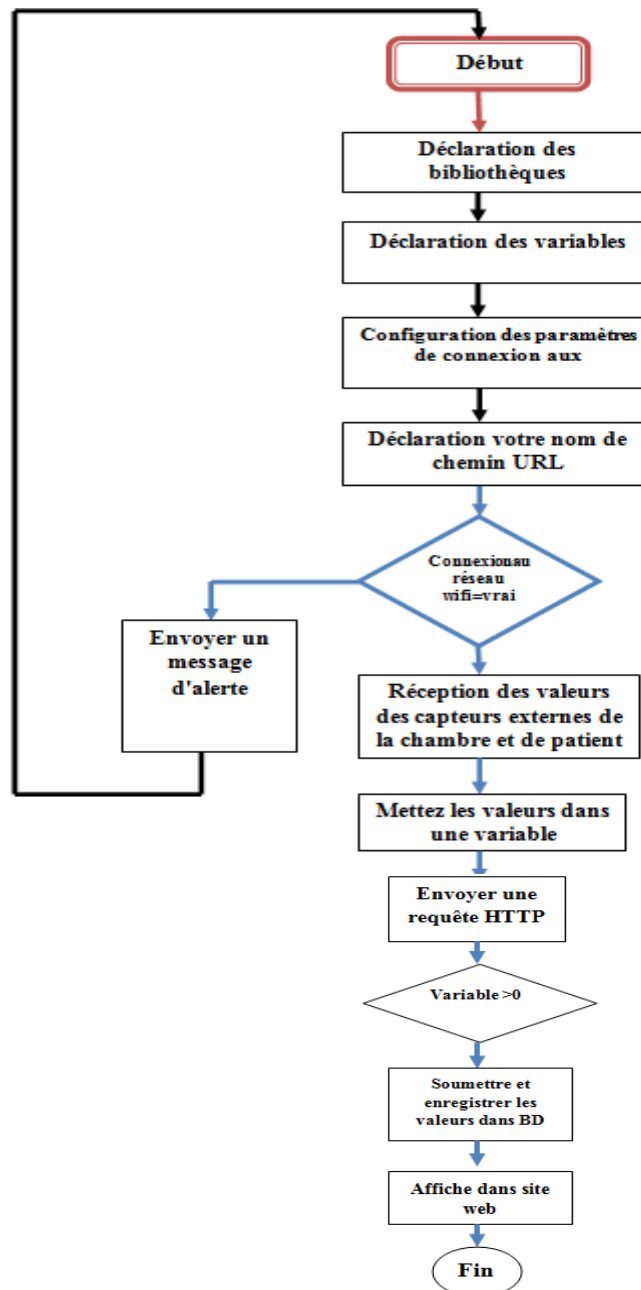 Début
Déclaration des
bibliothèques
Déclaration des variables
Configuration des paramètres
de connexion aux
Déclaration votre nom de
chemin URL
Connexionau
réseau
wifi=vrai
Envoyer un
message
d'alerte
Réception des valeurs
des capteurs externes de
la chambre et de patient
Mettez les valeurs dans
une variable
Envoyer une
requête HTTP
Variable >0
Soumettre et
enregistrer les
valeurs dans BD
Affiche dans site
web
Fin